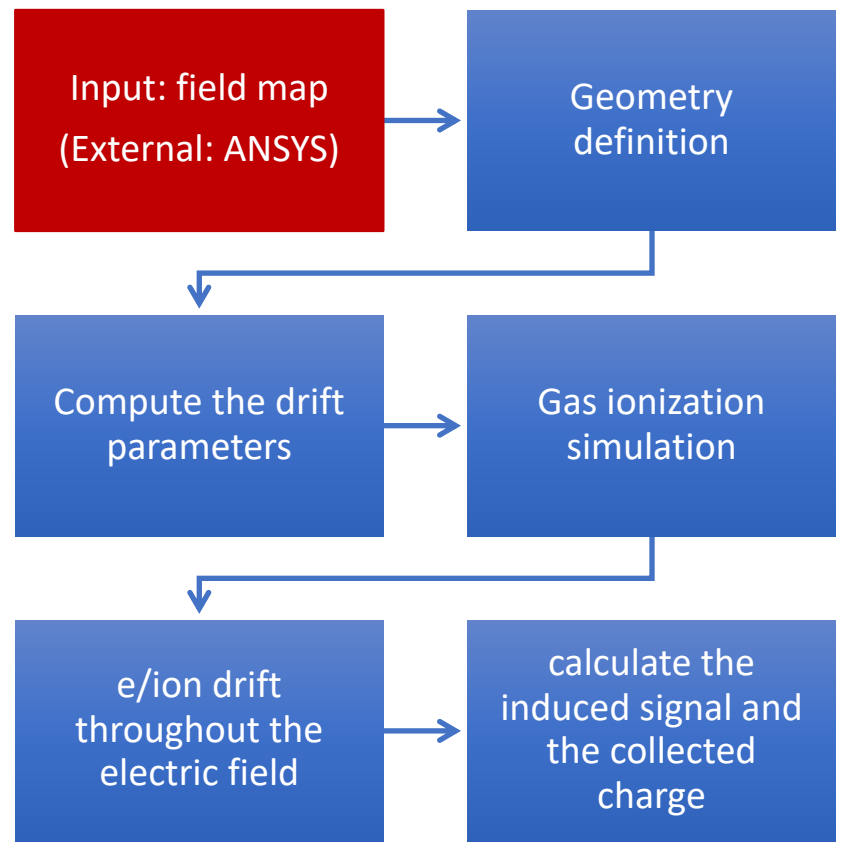 Input: field map
(External: ANSYS)
Geometry
definition
Compute the drift
parameters
Gas ionization
simulation
e/ion drift
throughout the
electric field
calculate the
induced signal and
the collected
charge